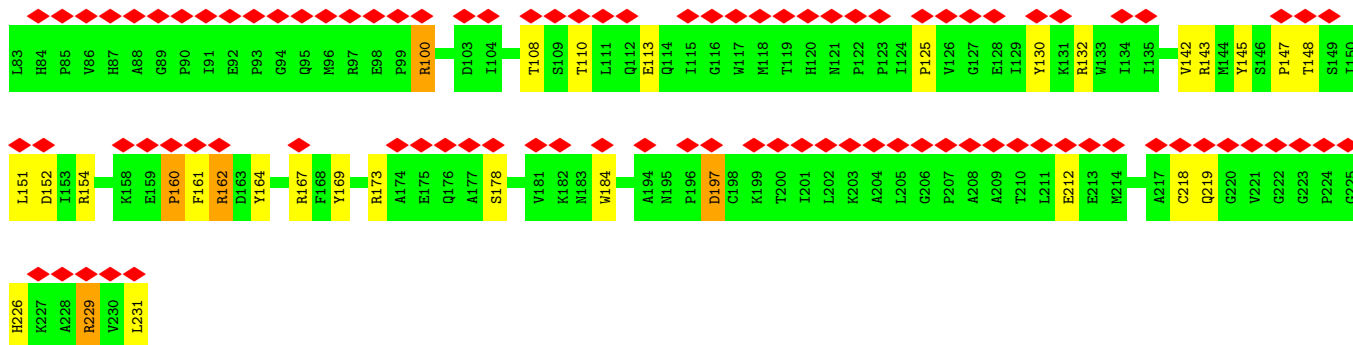 L83 H84 P85 V86 H87 A88 G89 P90 I91 E92 P93 G94 Q95 M96 R97 E98 P99 R100 D103 I104 T108 S109 T110 L111 Q112 E113 Q114 I115 G116 W117 M118 T119 H120 N121 P122 P123 I124 P125 V126 G127 E128 I129 Y130 K131 R132 W133 I134 I135 V142 R143 M144 Y145 S146 P147 T148 S149 I150
L151 D152 I153 R154 K158 E159 P160 F161 R162 D163 Y164 R167 F168 Y169 R173 A174 E175 Q176 A177 S178 V181 K182 N183 W184 A194 N195 P196 D197 C198 K199 T200 I201 L202 K203 A204 L205 G206 P207 A208 A209 T210 L211 E212 E213 M214 A217 C218 Q219 G220 V221 G222 G223 P224 G225
H226 K227 A228 R229 V230 L231